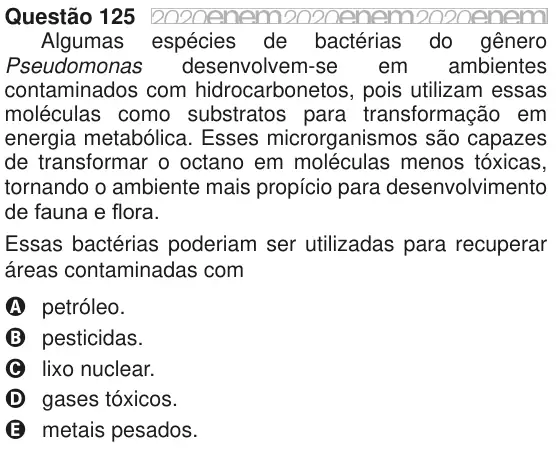 Questão 125 2020enem2020enem2020enem
Algumas espécies de bactérias do gênero
Pseudomonas desenvolvem-se em ambientes
contaminados com hidrocarbonetos, pois utilizam essas
moléculas como substratos para transformação em
energia metabólica. Esses microrganismos são capazes
de transformar o octano em moléculas menos tóxicas,
tornando o ambiente mais propício para desenvolvimento
de fauna e flora.
Essas bactérias poderiam ser utilizadas para recuperar
áreas contaminadas com
A petróleo.
B pesticidas.
C lixo nuclear.
D gases tóxicos.
E metais pesados.